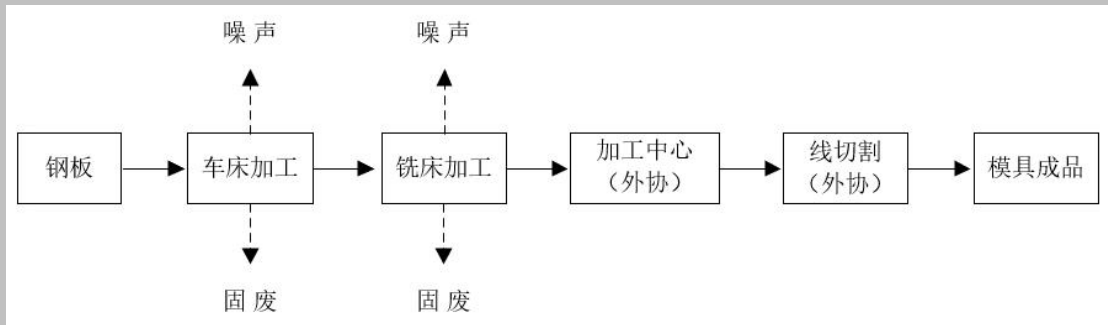 噪声 噪声
钢板 车床加工 铣床加工 加工中心 线切割 模具成品
（外协） （外协）
固废 固废